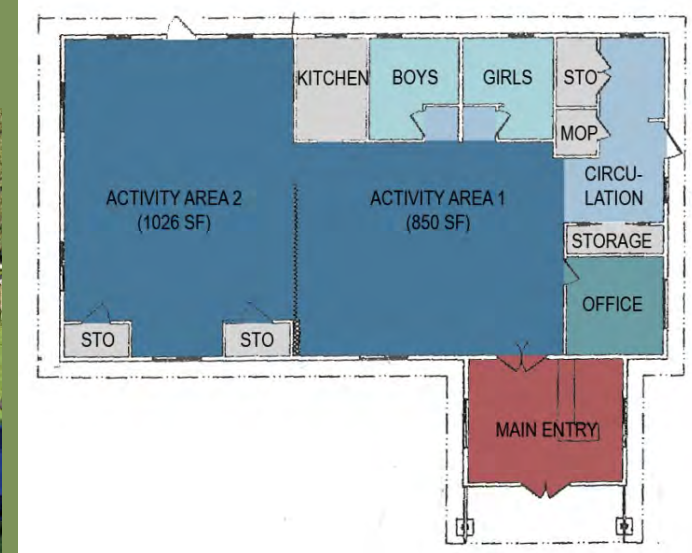 KITCHEN
BOYS
GIRLS
STO
MOP
CIRCU-
LATION
ACTIVITY AREA 2
(1026 SF)
ACTIVITY AREA 1
(850 SF)
STORAGE
OFFICE
STO
STO
MAIN ENTRY